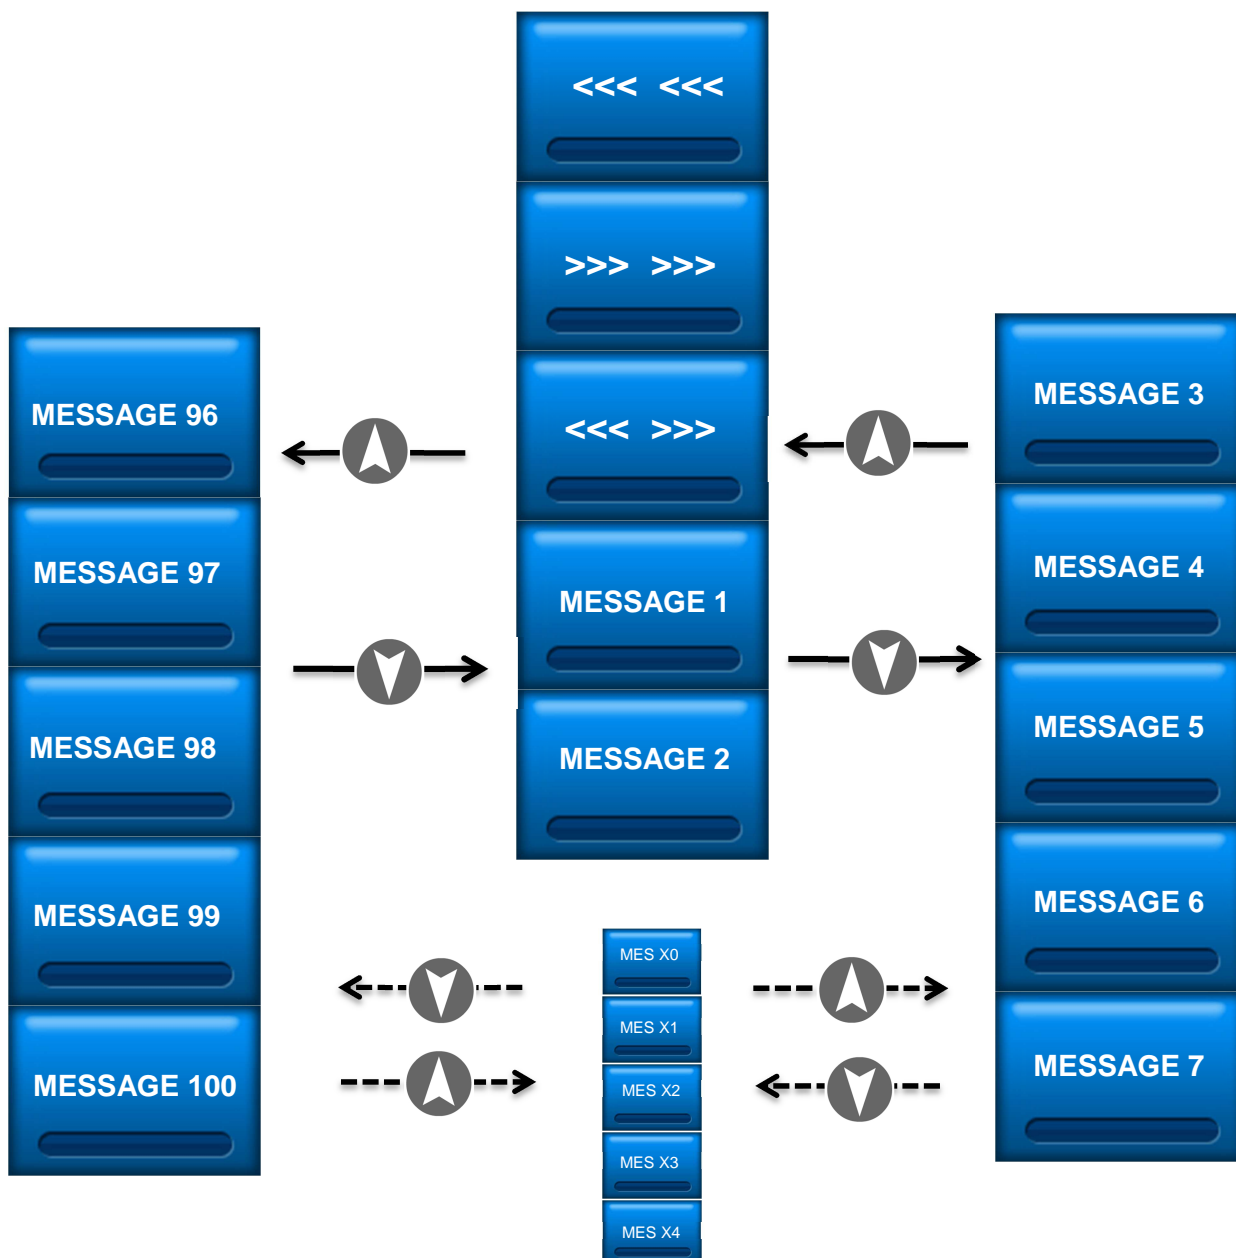 <<< <<<
>>> >>>
<<< >>>
MESSAGE 1
MESSAGE 2
MESSAGE 96
MESSAGE 97
MESSAGE 98
MESSAGE 99
MESSAGE 100
MESSAGE 3
MESSAGE 4
MESSAGE 5
MESSAGE 6
MESSAGE 7
MES X0
MES X1
MES X2
MES X3
MES X4